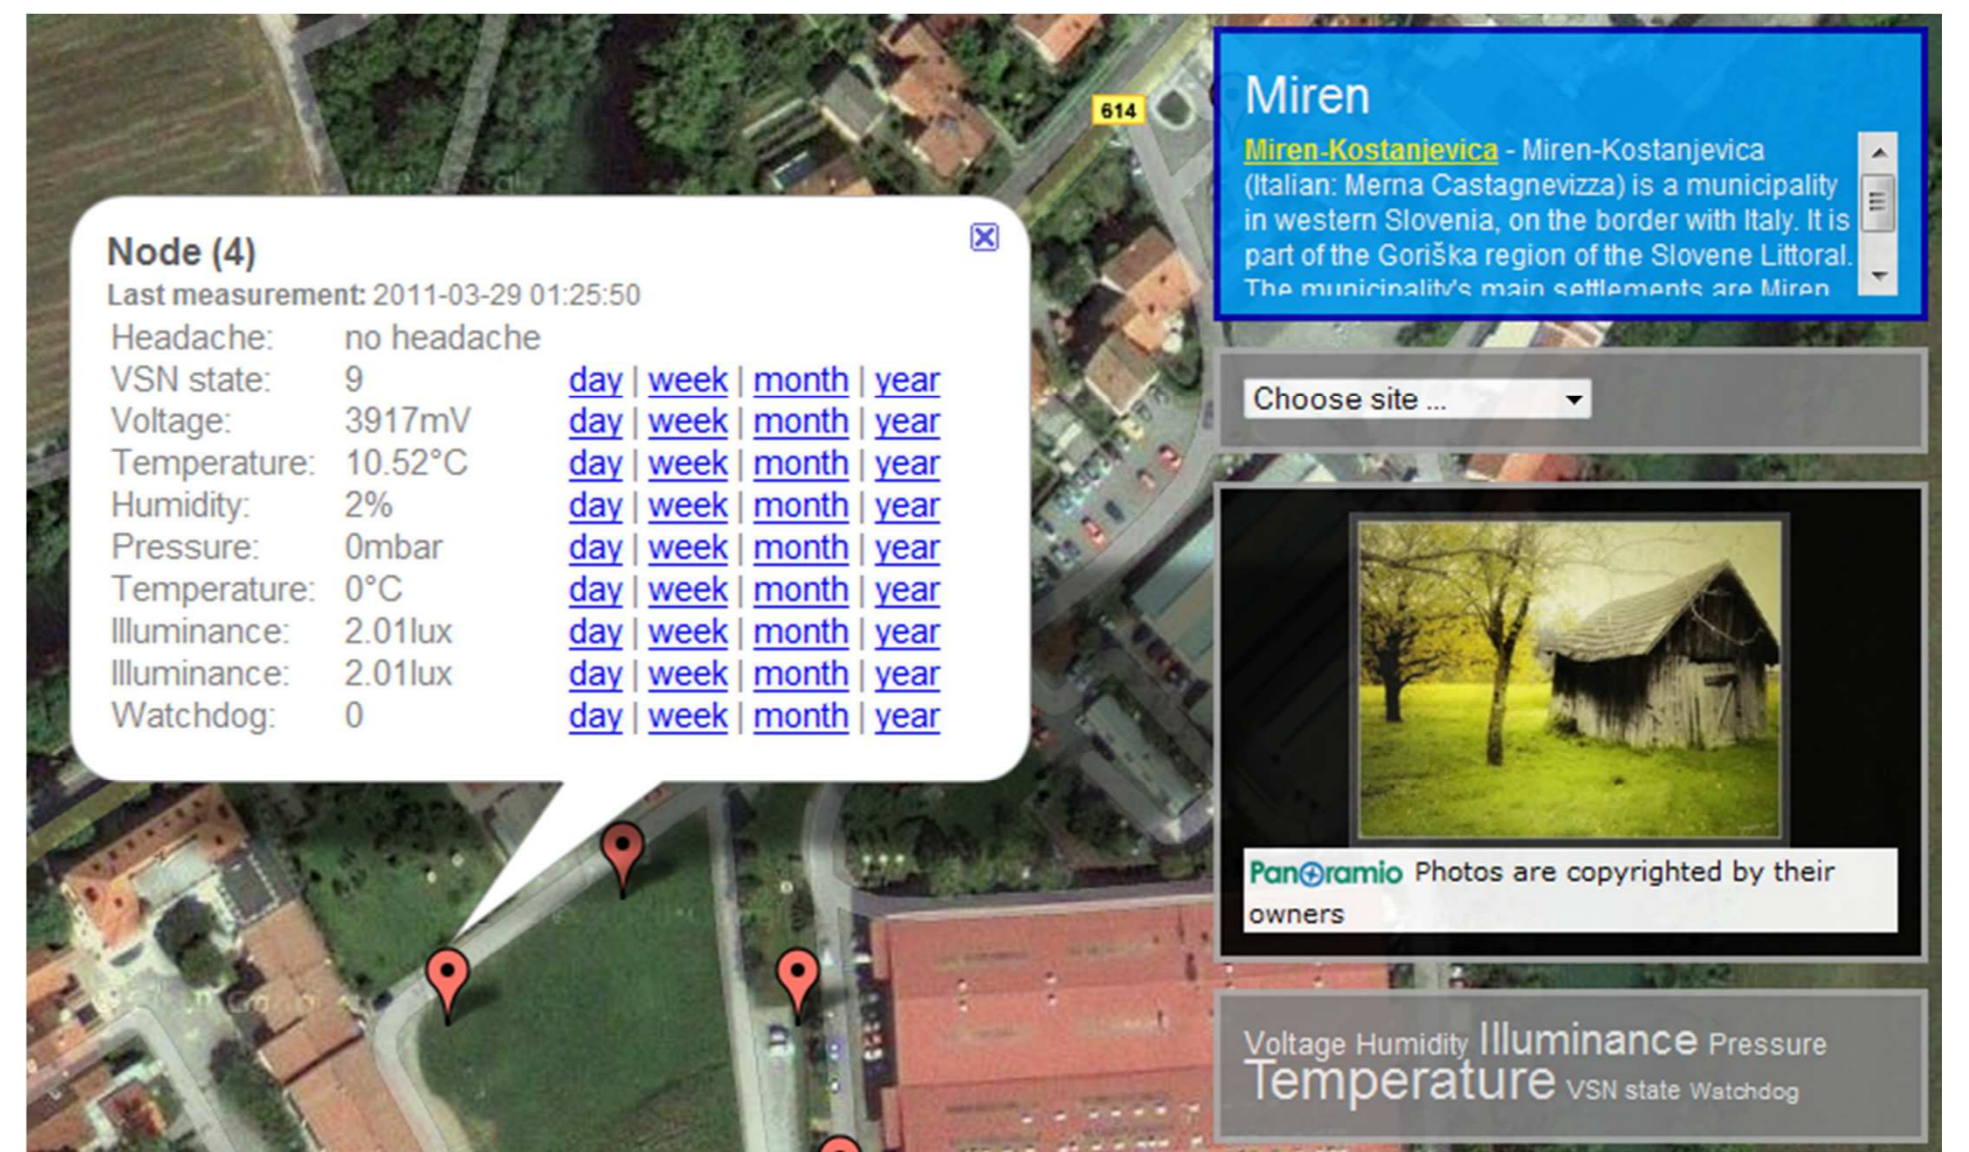 614
Node (4)
Last measurement: 2011-03-29 01:25:50
Headache: no headache
VSN state: 9 day | week | month | year
Voltage: 3917mV day | week | month | year
Temperature: 10.52°C day | week | month | year
Humidity: 2% day | week | month | year
Pressure: 0mbar day | week | month | year
Temperature: 0°C day | week | month | year
Illuminance: 2.01lux day | week | month | year
Illuminance: 2.01lux day | week | month | year
Watchdog: 0 day | week | month | year
Miren
Miren-Kostanjevica - Miren-Kostanjevica
(Italian: Merna Castagnevizza) is a municipality
in western Slovenia, on the border with Italy. It is
part of the Goriška region of the Slovene Littoral.
The municipality's main settlements are Miren
Choose site ...
Panoramio Photos are copyrighted by their
owners
Voltage Humidity Illuminance Pressure
Temperature VSN state Watchdog